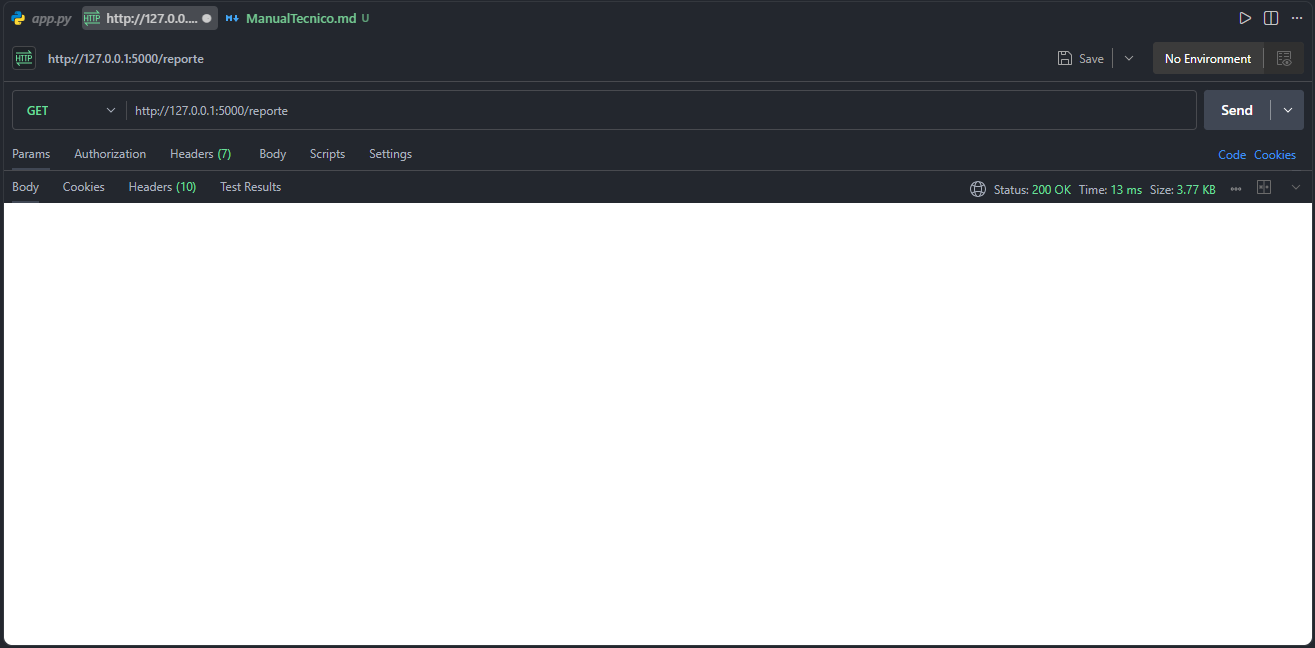 app.py HTTP http://127.0.0.... M↓ ManualTecnico.md U
HTTP http://127.0.0.1:5000/reporte Save No Environment
GET http://127.0.0.1:5000/reporte Send
Params Authorization Headers (7) Body Scripts Settings Code Cookies
Body Cookies Headers (10) Test Results Status: 200 OK Time: 13 ms Size: 3.77 KB